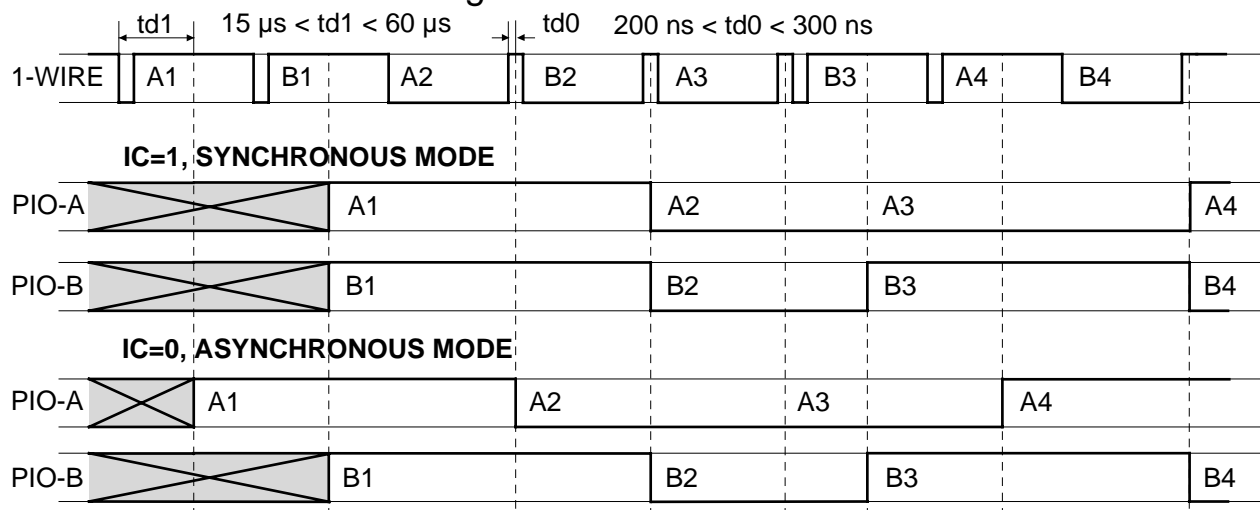 td1 15 µs < td1 < 60 µs td0 200 ns < td0 < 300 ns
1-WIRE A1 B1 A2 B2 A3 B3 A4 B4
IC=1, SYNCHRONOUS MODE
PIO-A A1 A2 A3 A4
PIO-B B1 B2 B3 B4
IC=0, ASYNCHRONOUS MODE
PIO-A A1 A2 A3 A4
PIO-B B1 B2 B3 B4